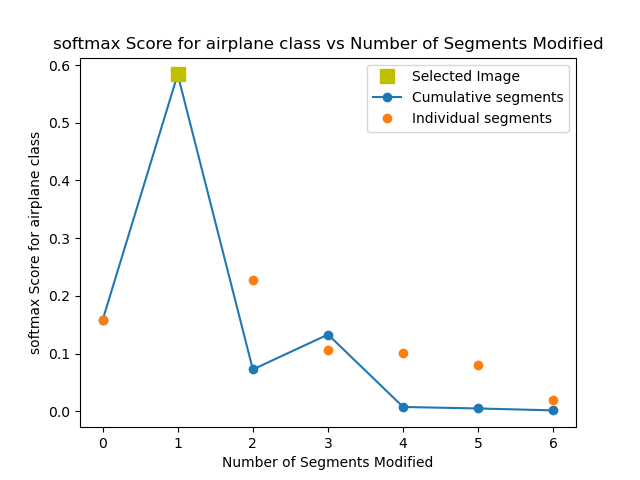 softmax Score for airplane class vs Number of Segments Modified
Selected Image
Cumulative segments
Individual segments
softmax Score for airplane class
0.6
0.5
0.4
0.3
0.2
0.1
0.0
0 1 2 3 4 5 6
Number of Segments Modified